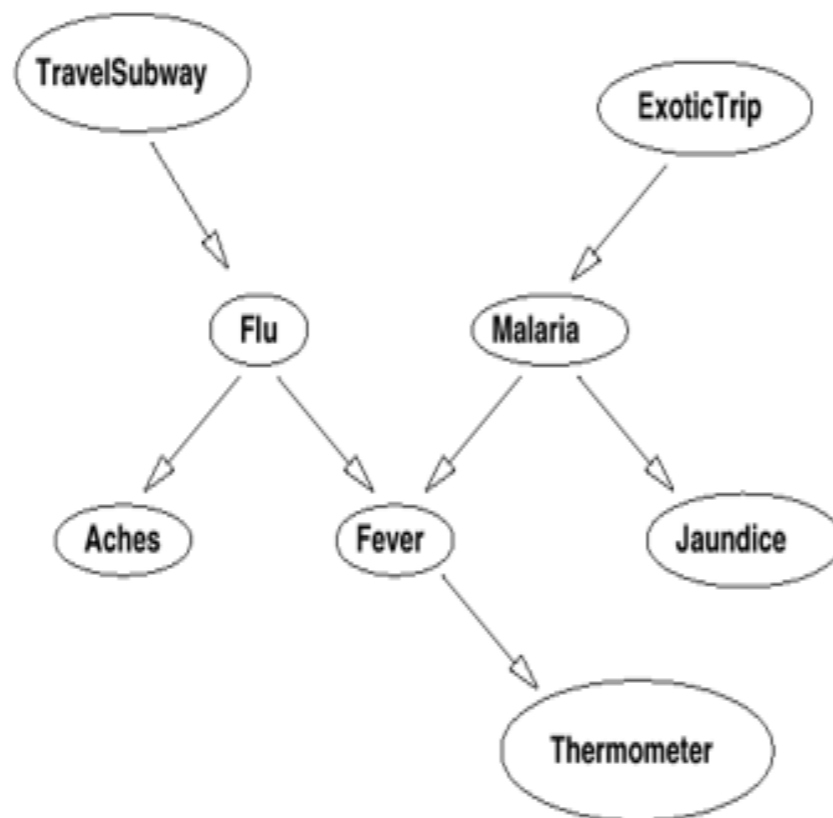 TravelSubway
ExoticTrip
Flu
Malaria
Aches
Fever
Jaundice
Thermometer